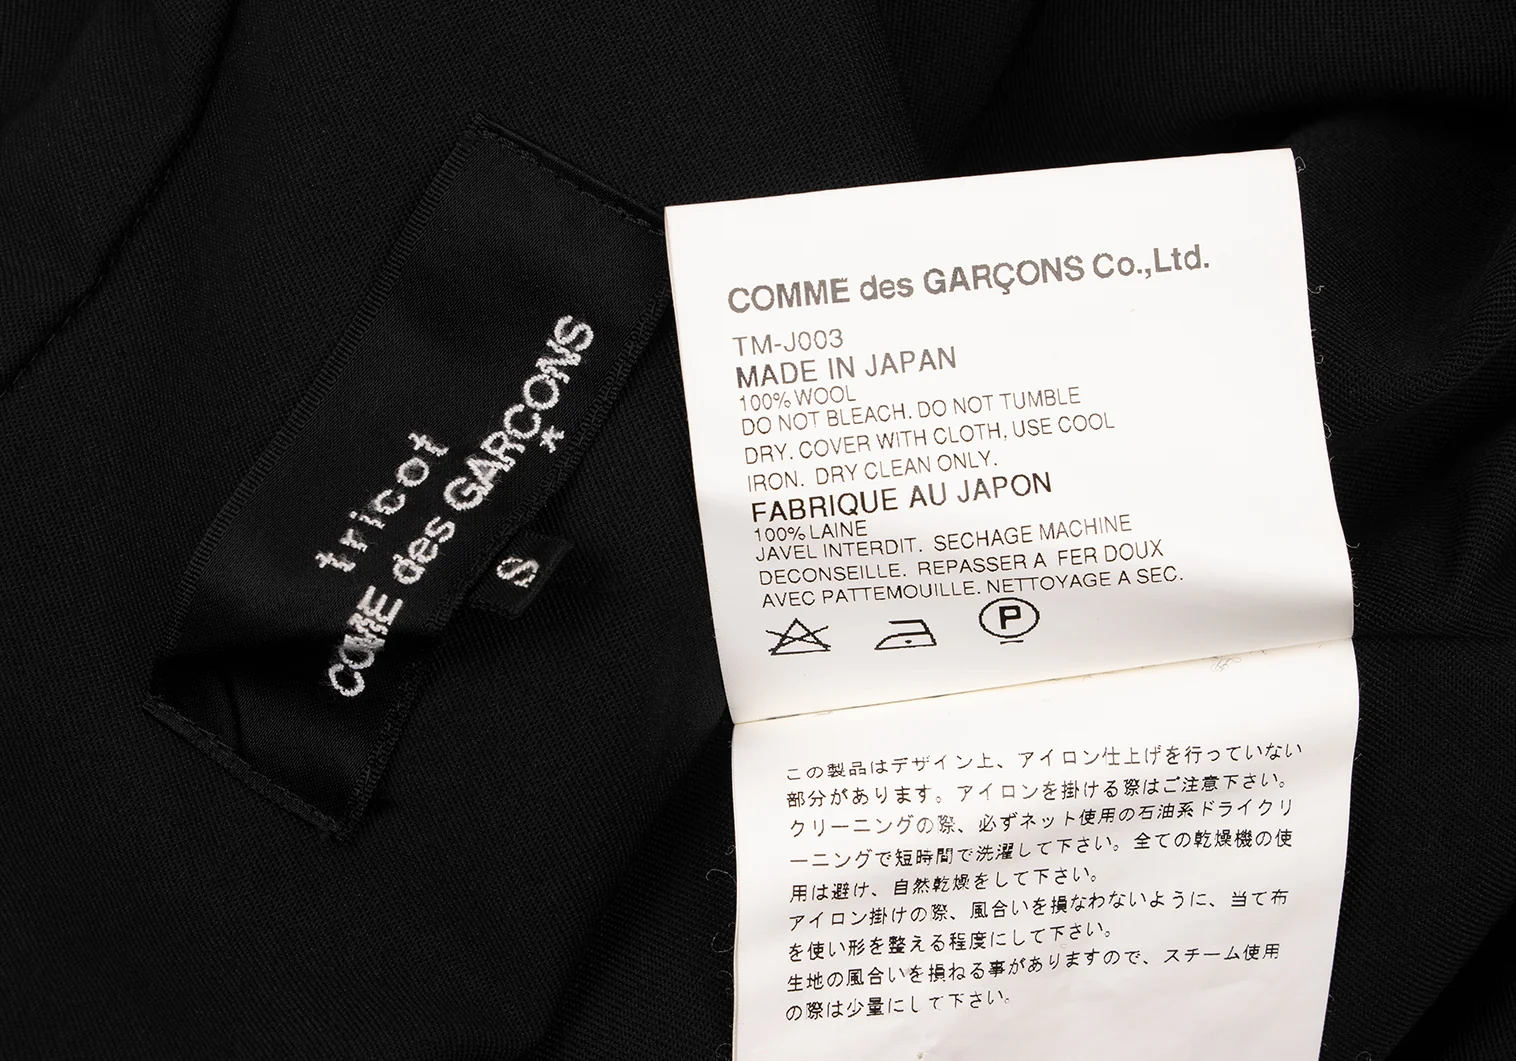 tricot
COMME des GARÇONS
*
S
COMME des GARÇONS Co.,Ltd.
TM-J003
MADE IN JAPAN
100% WOOL
DO NOT BLEACH. DO NOT TUMBLE
DRY. COVER WITH CLOTH, USE COOL
IRON. DRY CLEAN ONLY.
FABRIQUE AU JAPON
100% LAINE
JAVEL INTERDIT. SECHAGE MACHINE
DECONSEILLE. REPASSER A FER DOUX
AVEC PATTEMOUILLE. NETTOYAGE A SEC.
P
この製品はデザイン上、アイロン仕上げを行っていない
部分があります。アイロンを掛ける際はご注意下さい。
クリーニングの際、必ずネット使用の石油系ドライクリ
ーニングで短時間で洗濯して下さい。全ての乾燥機の使
用は避け、自然乾燥をして下さい。
アイロン掛けの際、風合いを損なわないように、当て布
を使い形を整える程度にして下さい。
生地の風合いを損ねる事がありますので、スチーム使用
の際は少量にして下さい。